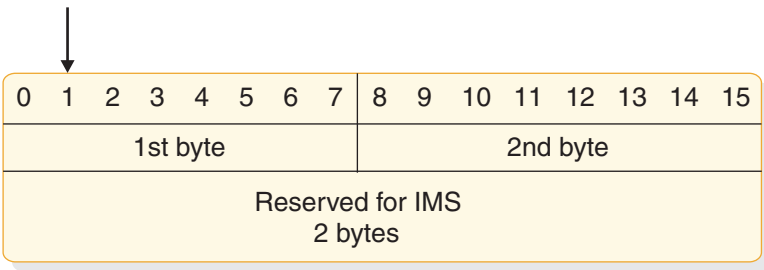 0 1 2 3 4 5 6 7 8 9 10 11 12 13 14 15
1st byte 2nd byte
Reserved for IMS
2 bytes